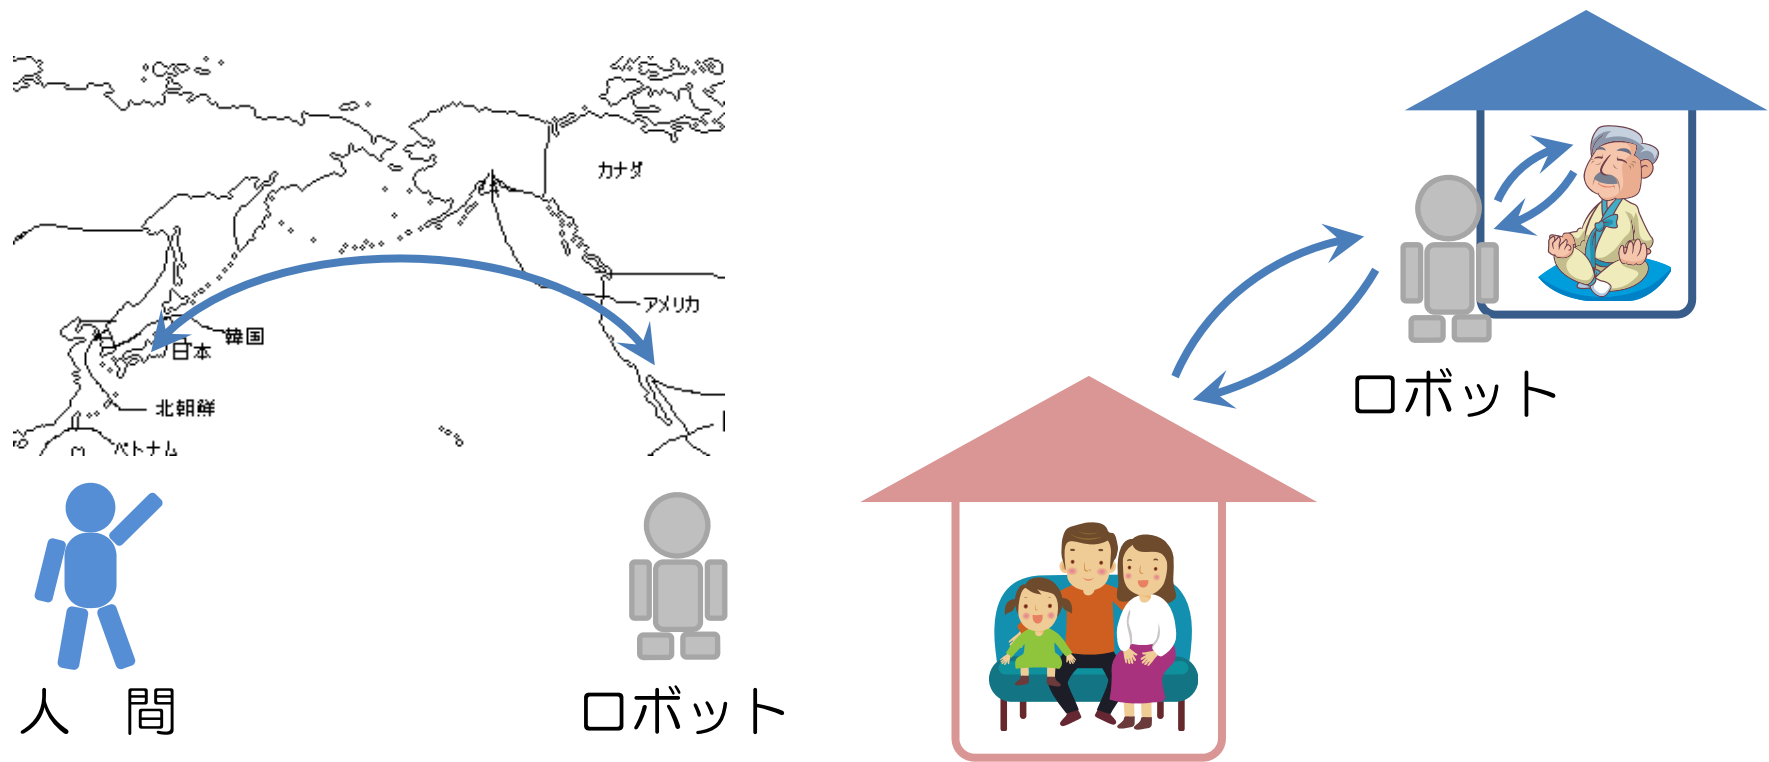 カナダ
アメリカ
韓国
日本
北朝鮮
ベトナム
人　間
ロボット
ロボット